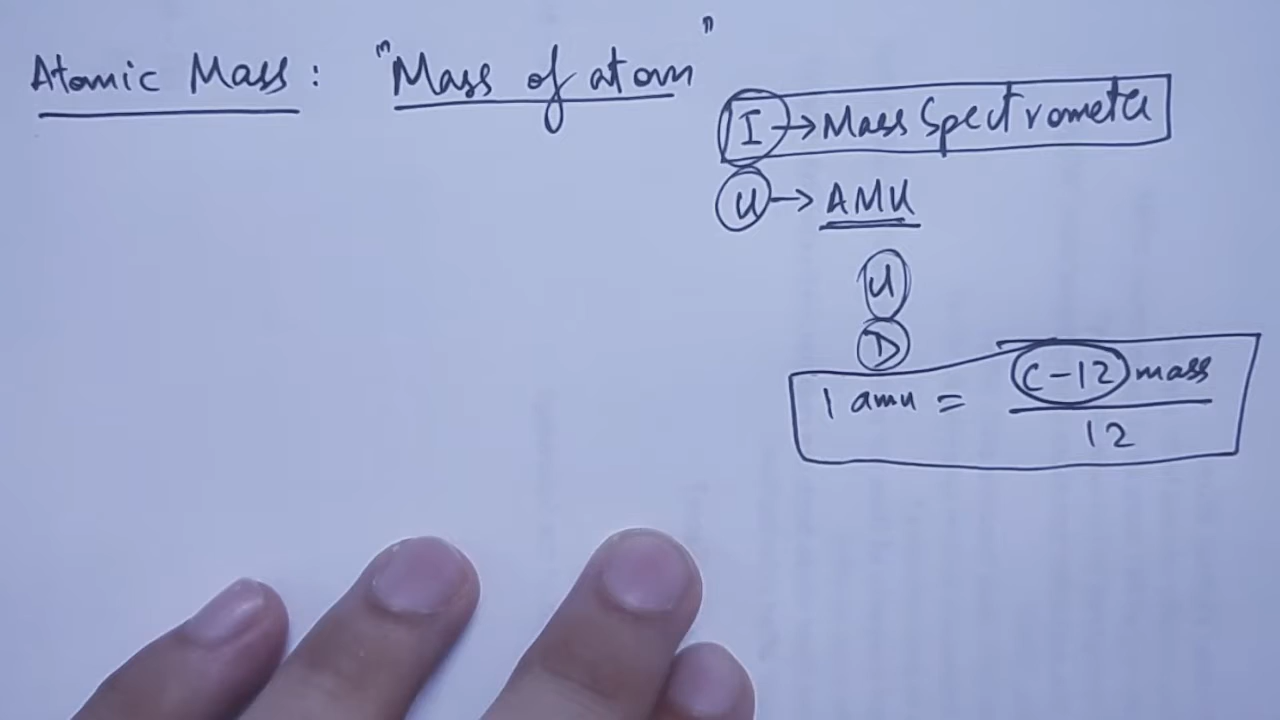 Atomic Mass : "Mass of atom"
I → Mass Spectrometer
U → AMU
U
D
1 amu = C-12 mass
12